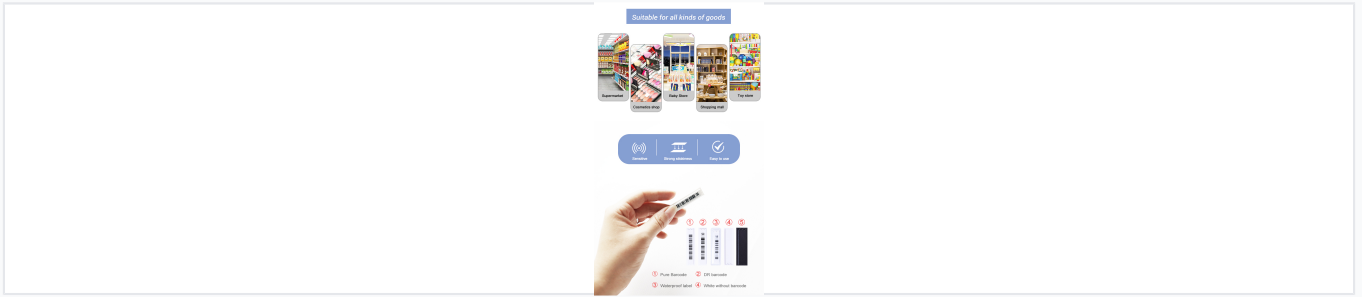 Suitable for all kinds of goods
Supermarket
Cosmetics shop
Baby Store
Shopping mall
Toy store
Sensitive
Strong adhesion
Easy to use
① ② ③ ④ ⑤
① Pure Barcode ② DR barcode
③ Waterproof label ④ White without barcode